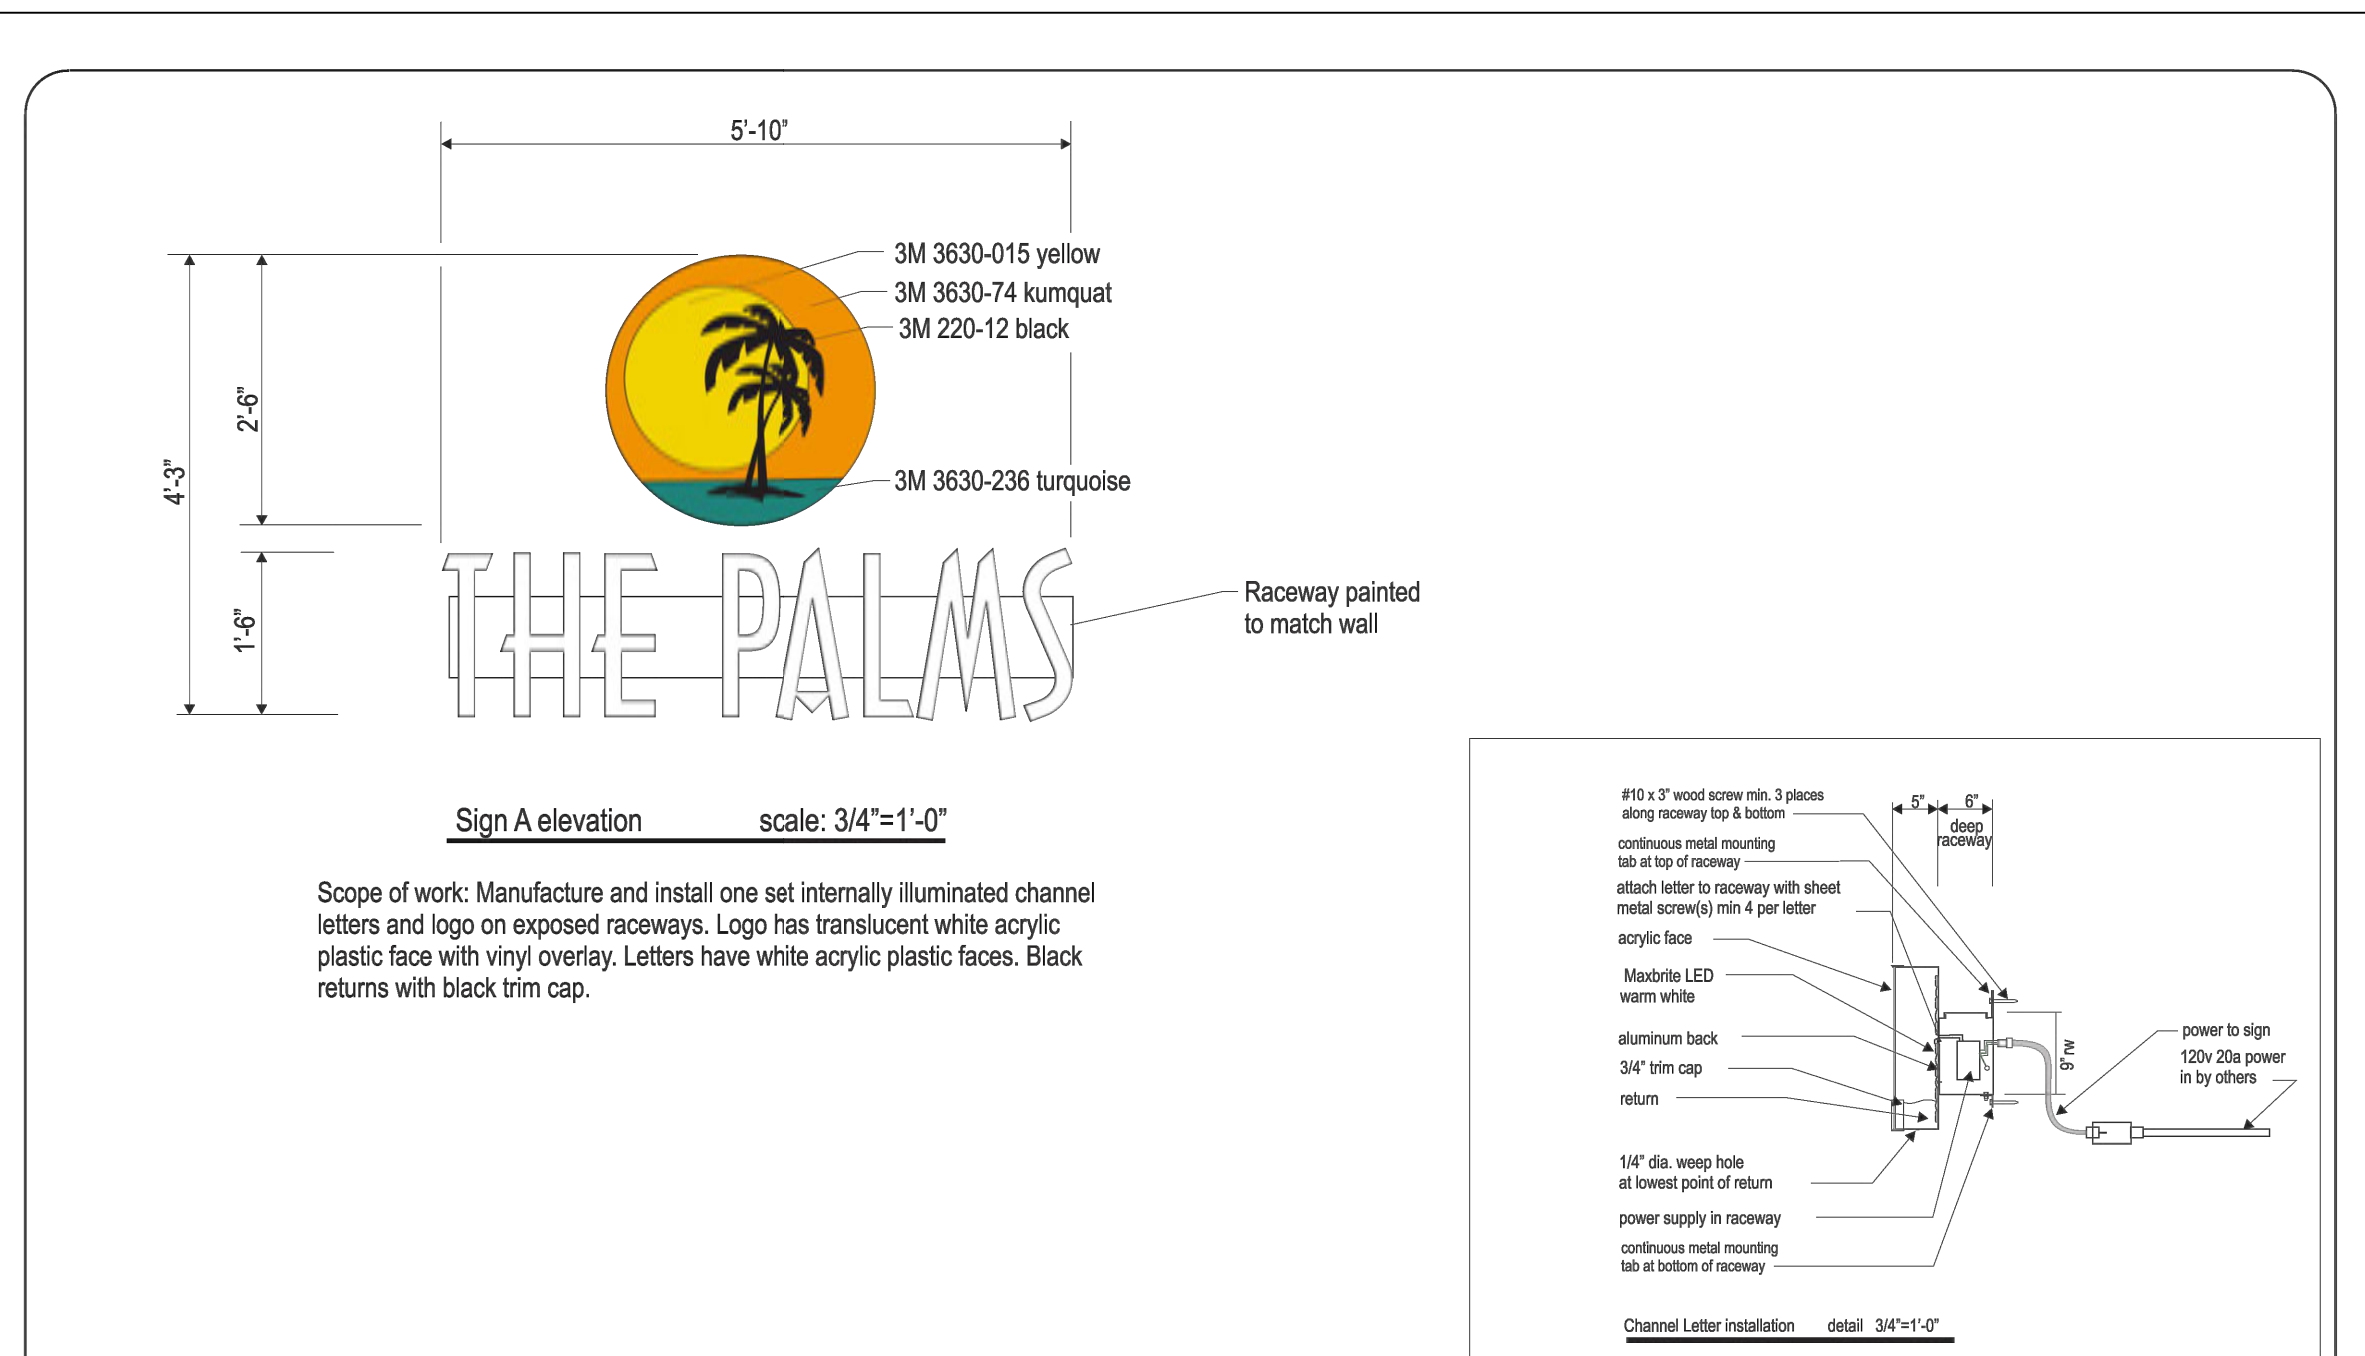 5’-10”
3M 3630-015 yellow
3M 3630-74 kumquat
3M 220-12 black
2’-6”
4’-3”
3M 3630-236 turquoise
THE PALMS
1’-6”
Raceway painted
to match wall
Sign A elevation scale: 3/4”=1’-0”
Scope of work: Manufacture and install one set internally illuminated channel
letters and logo on exposed raceways. Logo has translucent white acrylic
plastic face with vinyl overlay. Letters have white acrylic plastic faces. Black
returns with black trim cap.
#10 x 3” wood screw min. 3 places
along raceway top & bottom
5” 6”
deep
raceway
continuous metal mounting
tab at top of raceway
attach letter to raceway with sheet
metal screw(s) min 4 per letter
acrylic face
Maxbrite LED
warm white
aluminum back
3/4” trim cap
return
9” rw
power to sign
120v 20a power
in by others
1/4” dia. weep hole
at lowest point of return
power supply in raceway
continuous metal mounting
tab at bottom of raceway
Channel Letter installation detail 3/4”=1’-0”